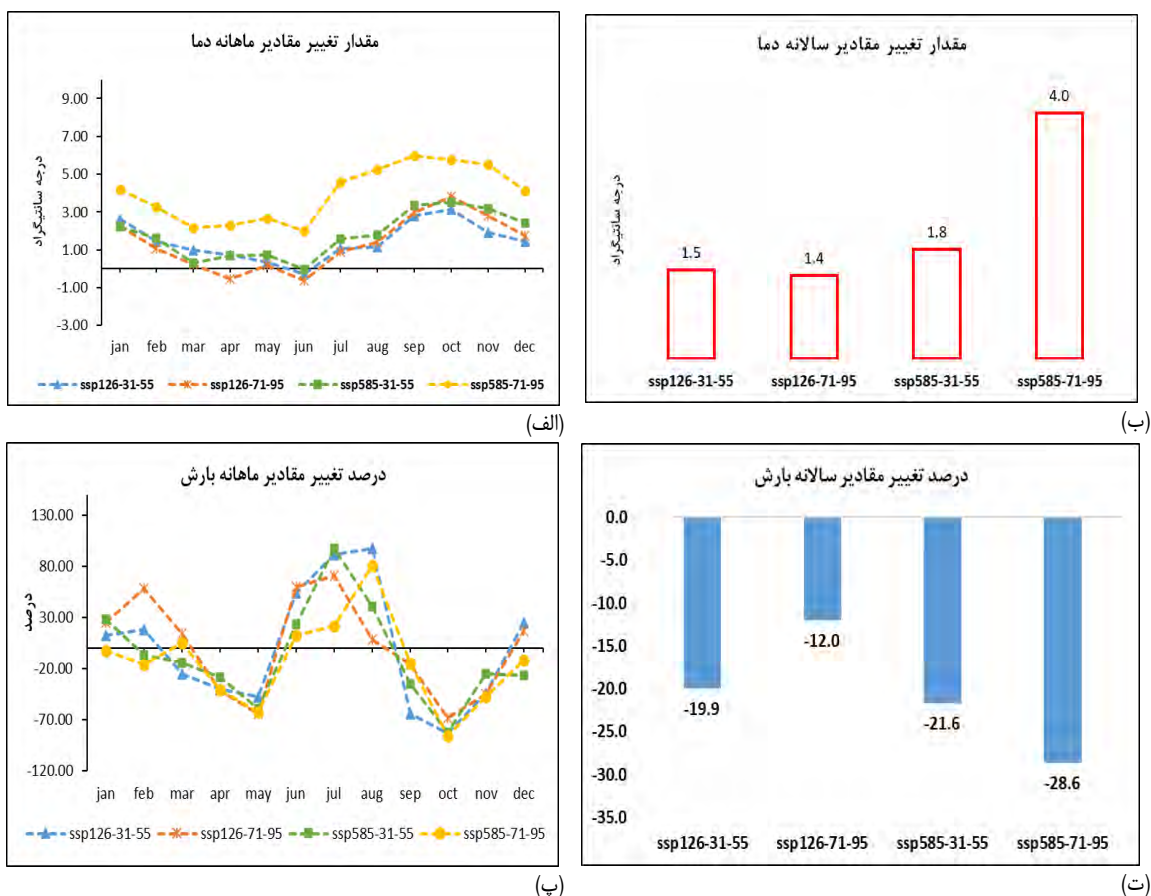 مقدار تغییر مقادیر ماهانه دما
درجه سانتیگراد
9.00
7.00
5.00
3.00
1.00
-1.00
-3.00
jan feb mar apr may jun jul aug sep oct nov dec
ssp126-31-55 ssp126-71-95 ssp585-31-55 ssp585-71-95
(الف)
مقدار تغییر مقادیر سالانه دما
درجه سانتیگراد
1.5
1.4
1.8
4.0
ssp126-31-55 ssp126-71-95 ssp585-31-55 ssp585-71-95
(ب)
درصد تغییر مقادیر ماهانه بارش
درصد
130.00
80.00
30.00
-20.00
-70.00
-120.00
jan feb mar apr may jun jul aug sep oct nov dec
ssp126-31-55 ssp126-71-95 ssp585-31-55 ssp585-71-95
(پ)
درصد تغییر مقادیر سالانه بارش
0.0
-5.0
-10.0
-15.0
-20.0
-25.0
-30.0
-35.0
-19.9
-12.0
-21.6
-28.6
ssp126-31-55 ssp126-71-95 ssp585-31-55 ssp585-71-95
(ت)